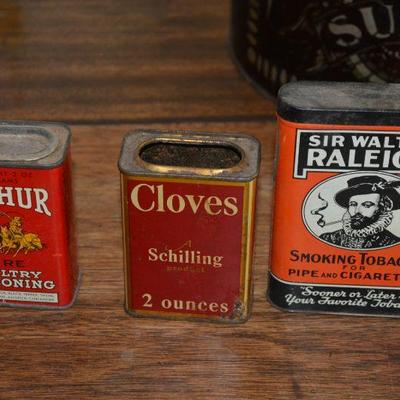 SU
HUR
RE
LTRY
ONING
Cloves
A
Schilling
product
2 ounces
SIR WALT
RALEIG
SMOKING TOBAC
FOR
PIPE AND CIGARET
"Sooner or Later
Your Favorite Toba